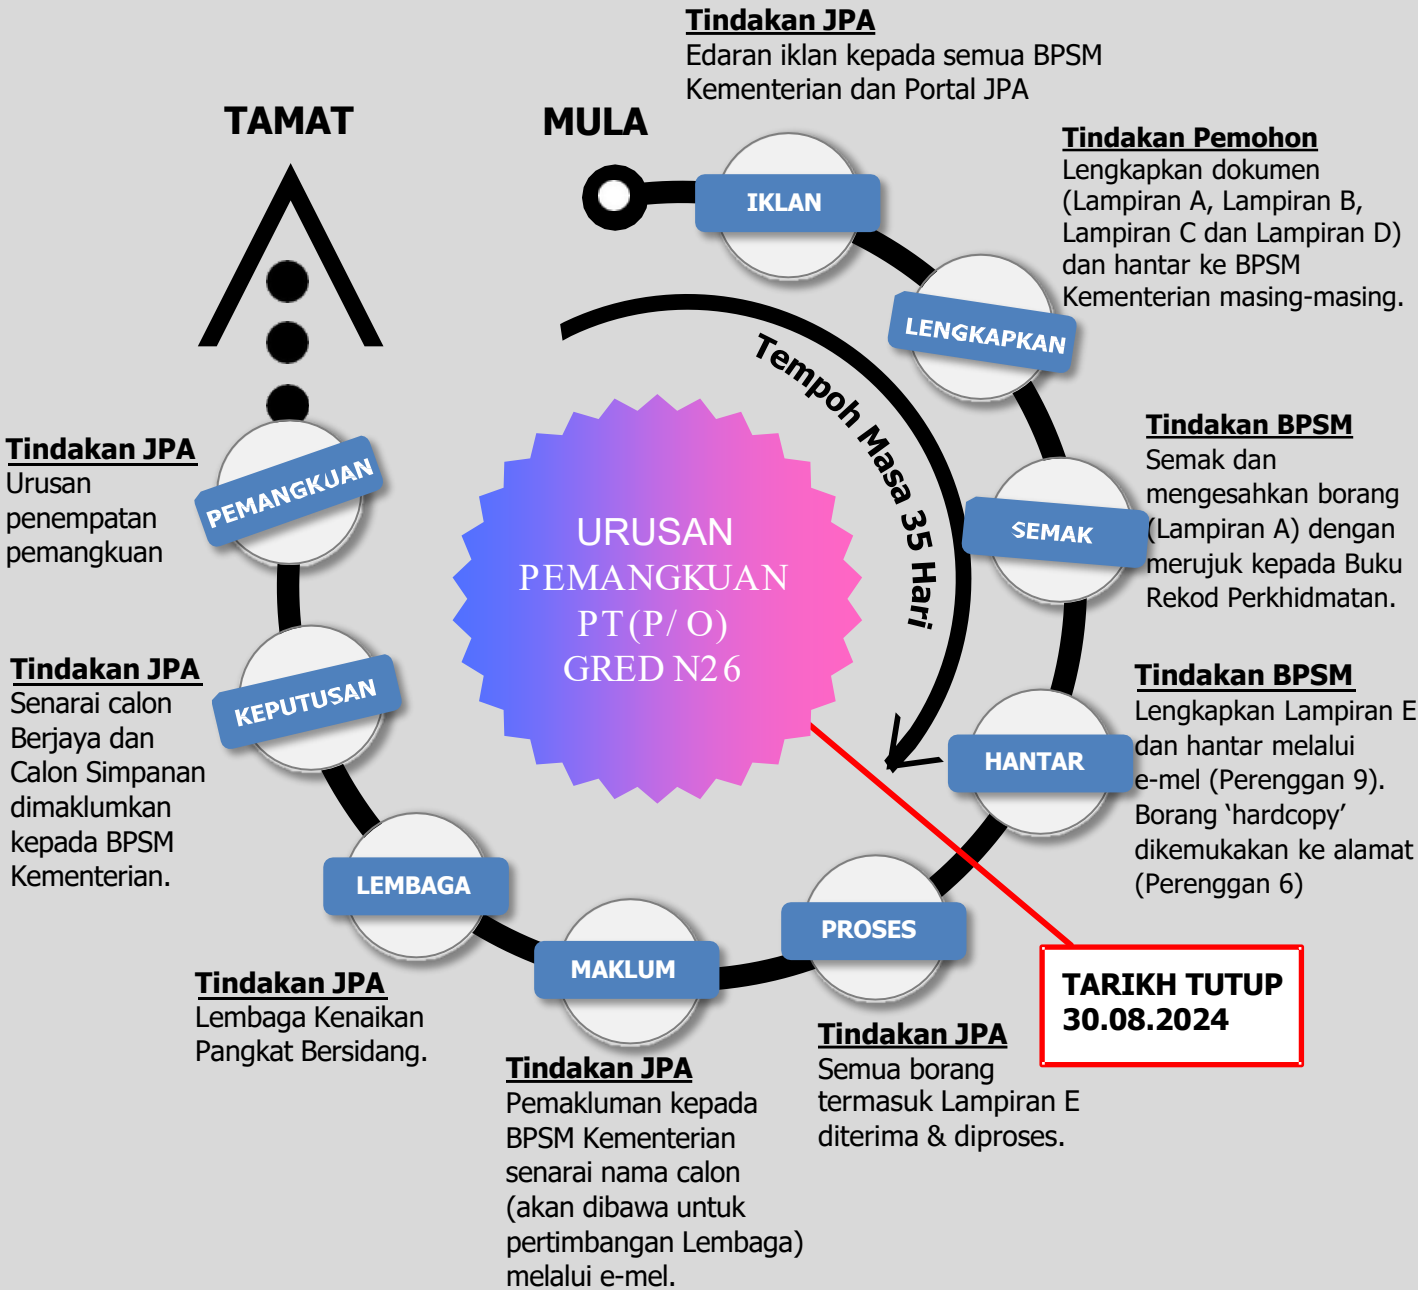 Tindakan JPA
Edaran iklan kepada semua BPSM
Kementerian dan Portal JPA
TAMAT
MULA
IKLAN
Tindakan Pemohon
Lengkapkan dokumen
(Lampiran A, Lampiran B,
Lampiran C dan Lampiran D)
dan hantar ke BPSM
Kementerian masing-masing.
LENGKAPKAN
Tempoh Masa 35 Hari
Tindakan BPSM
Semak dan
mengesahkan borang
(Lampiran A) dengan
merujuk kepada Buku
Rekod Perkhidmatan.
SEMAK
URUSAN
PEMANGKUAN
PT(P/ O)
GRED N26
Tindakan BPSM
Lengkapkan Lampiran E
dan hantar melalui
e-mel (Perenggan 9).
Borang ‘hardcopy’
dikemukakan ke alamat
(Perenggan 6)
HANTAR
TARIKH TUTUP
30.08.2024
PROSES
Tindakan JPA
Semua borang
termasuk Lampiran E
diterima & diproses.
MAKLUM
Tindakan JPA
Pemakluman kepada
BPSM Kementerian
senarai nama calon
(akan dibawa untuk
pertimbangan Lembaga)
melalui e-mel.
LEMBAGA
Tindakan JPA
Lembaga Kenaikan
Pangkat Bersidang.
KEPUTUSAN
Tindakan JPA
Senarai calon
Berjaya dan
Calon Simpanan
dimaklumkan
kepada BPSM
Kementerian.
PEMANGKUAN
Tindakan JPA
Urusan
penempatan
pemangkuan